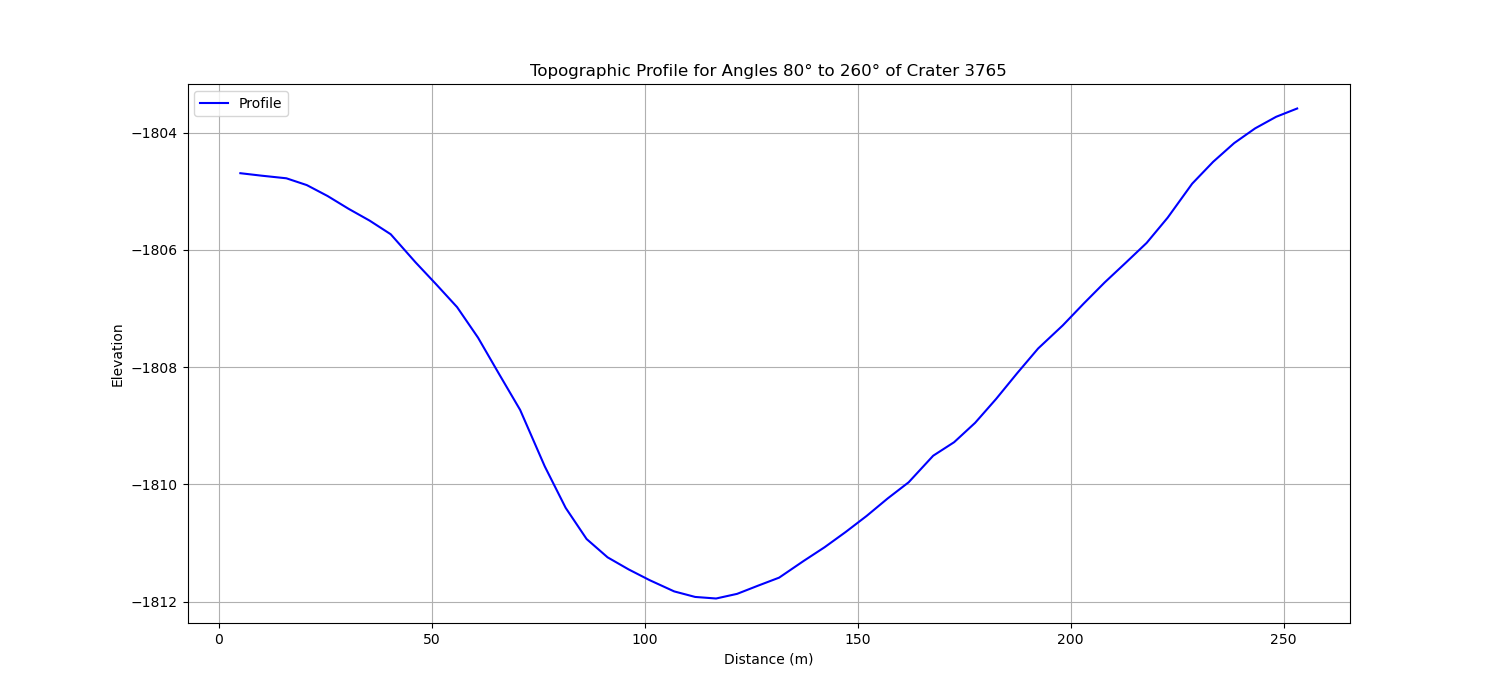 Topographic Profile for Angles 80° to 260° of Crater 3765
Profile
−1804
−1806
−1808
−1810
−1812
Elevation
0
50
100
150
200
250
Distance (m)